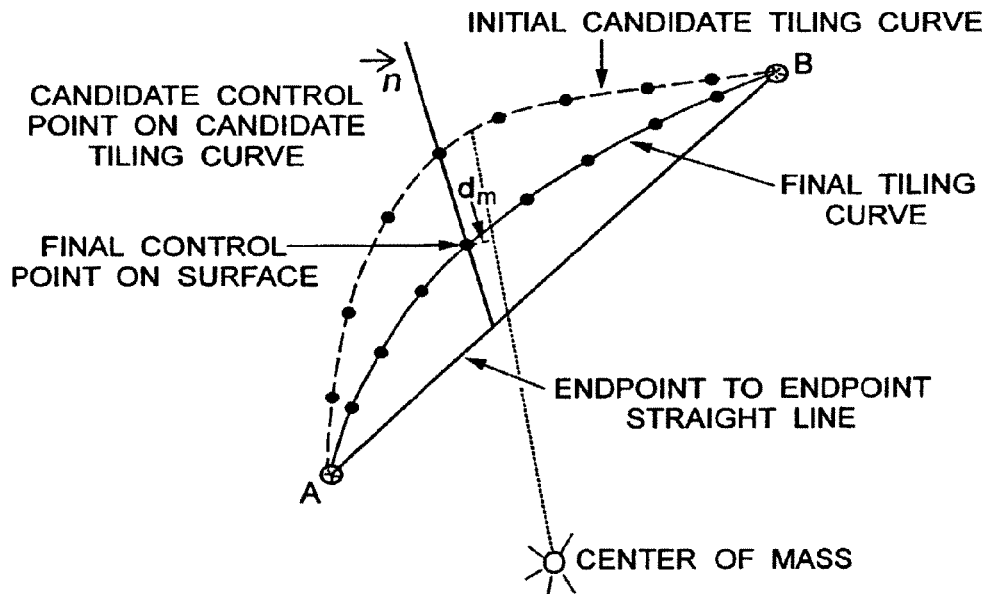 INITIAL CANDIDATE TILING CURVE
B
n
CANDIDATE CONTROL
POINT ON CANDIDATE
TILING CURVE
dm
FINAL TILING
CURVE
FINAL CONTROL
POINT ON SURFACE
ENDPOINT TO ENDPOINT
STRAIGHT LINE
A
CENTER OF MASS